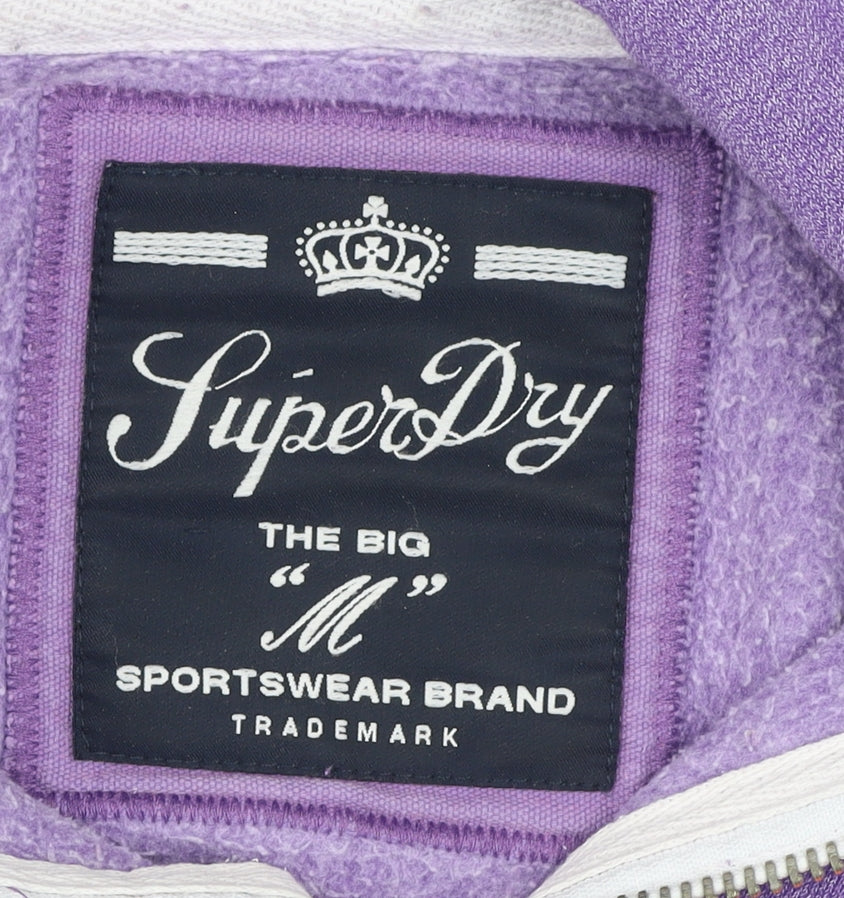 SuperDry
THE BIG
“M”
SPORTSWEAR BRAND
TRADEMARK